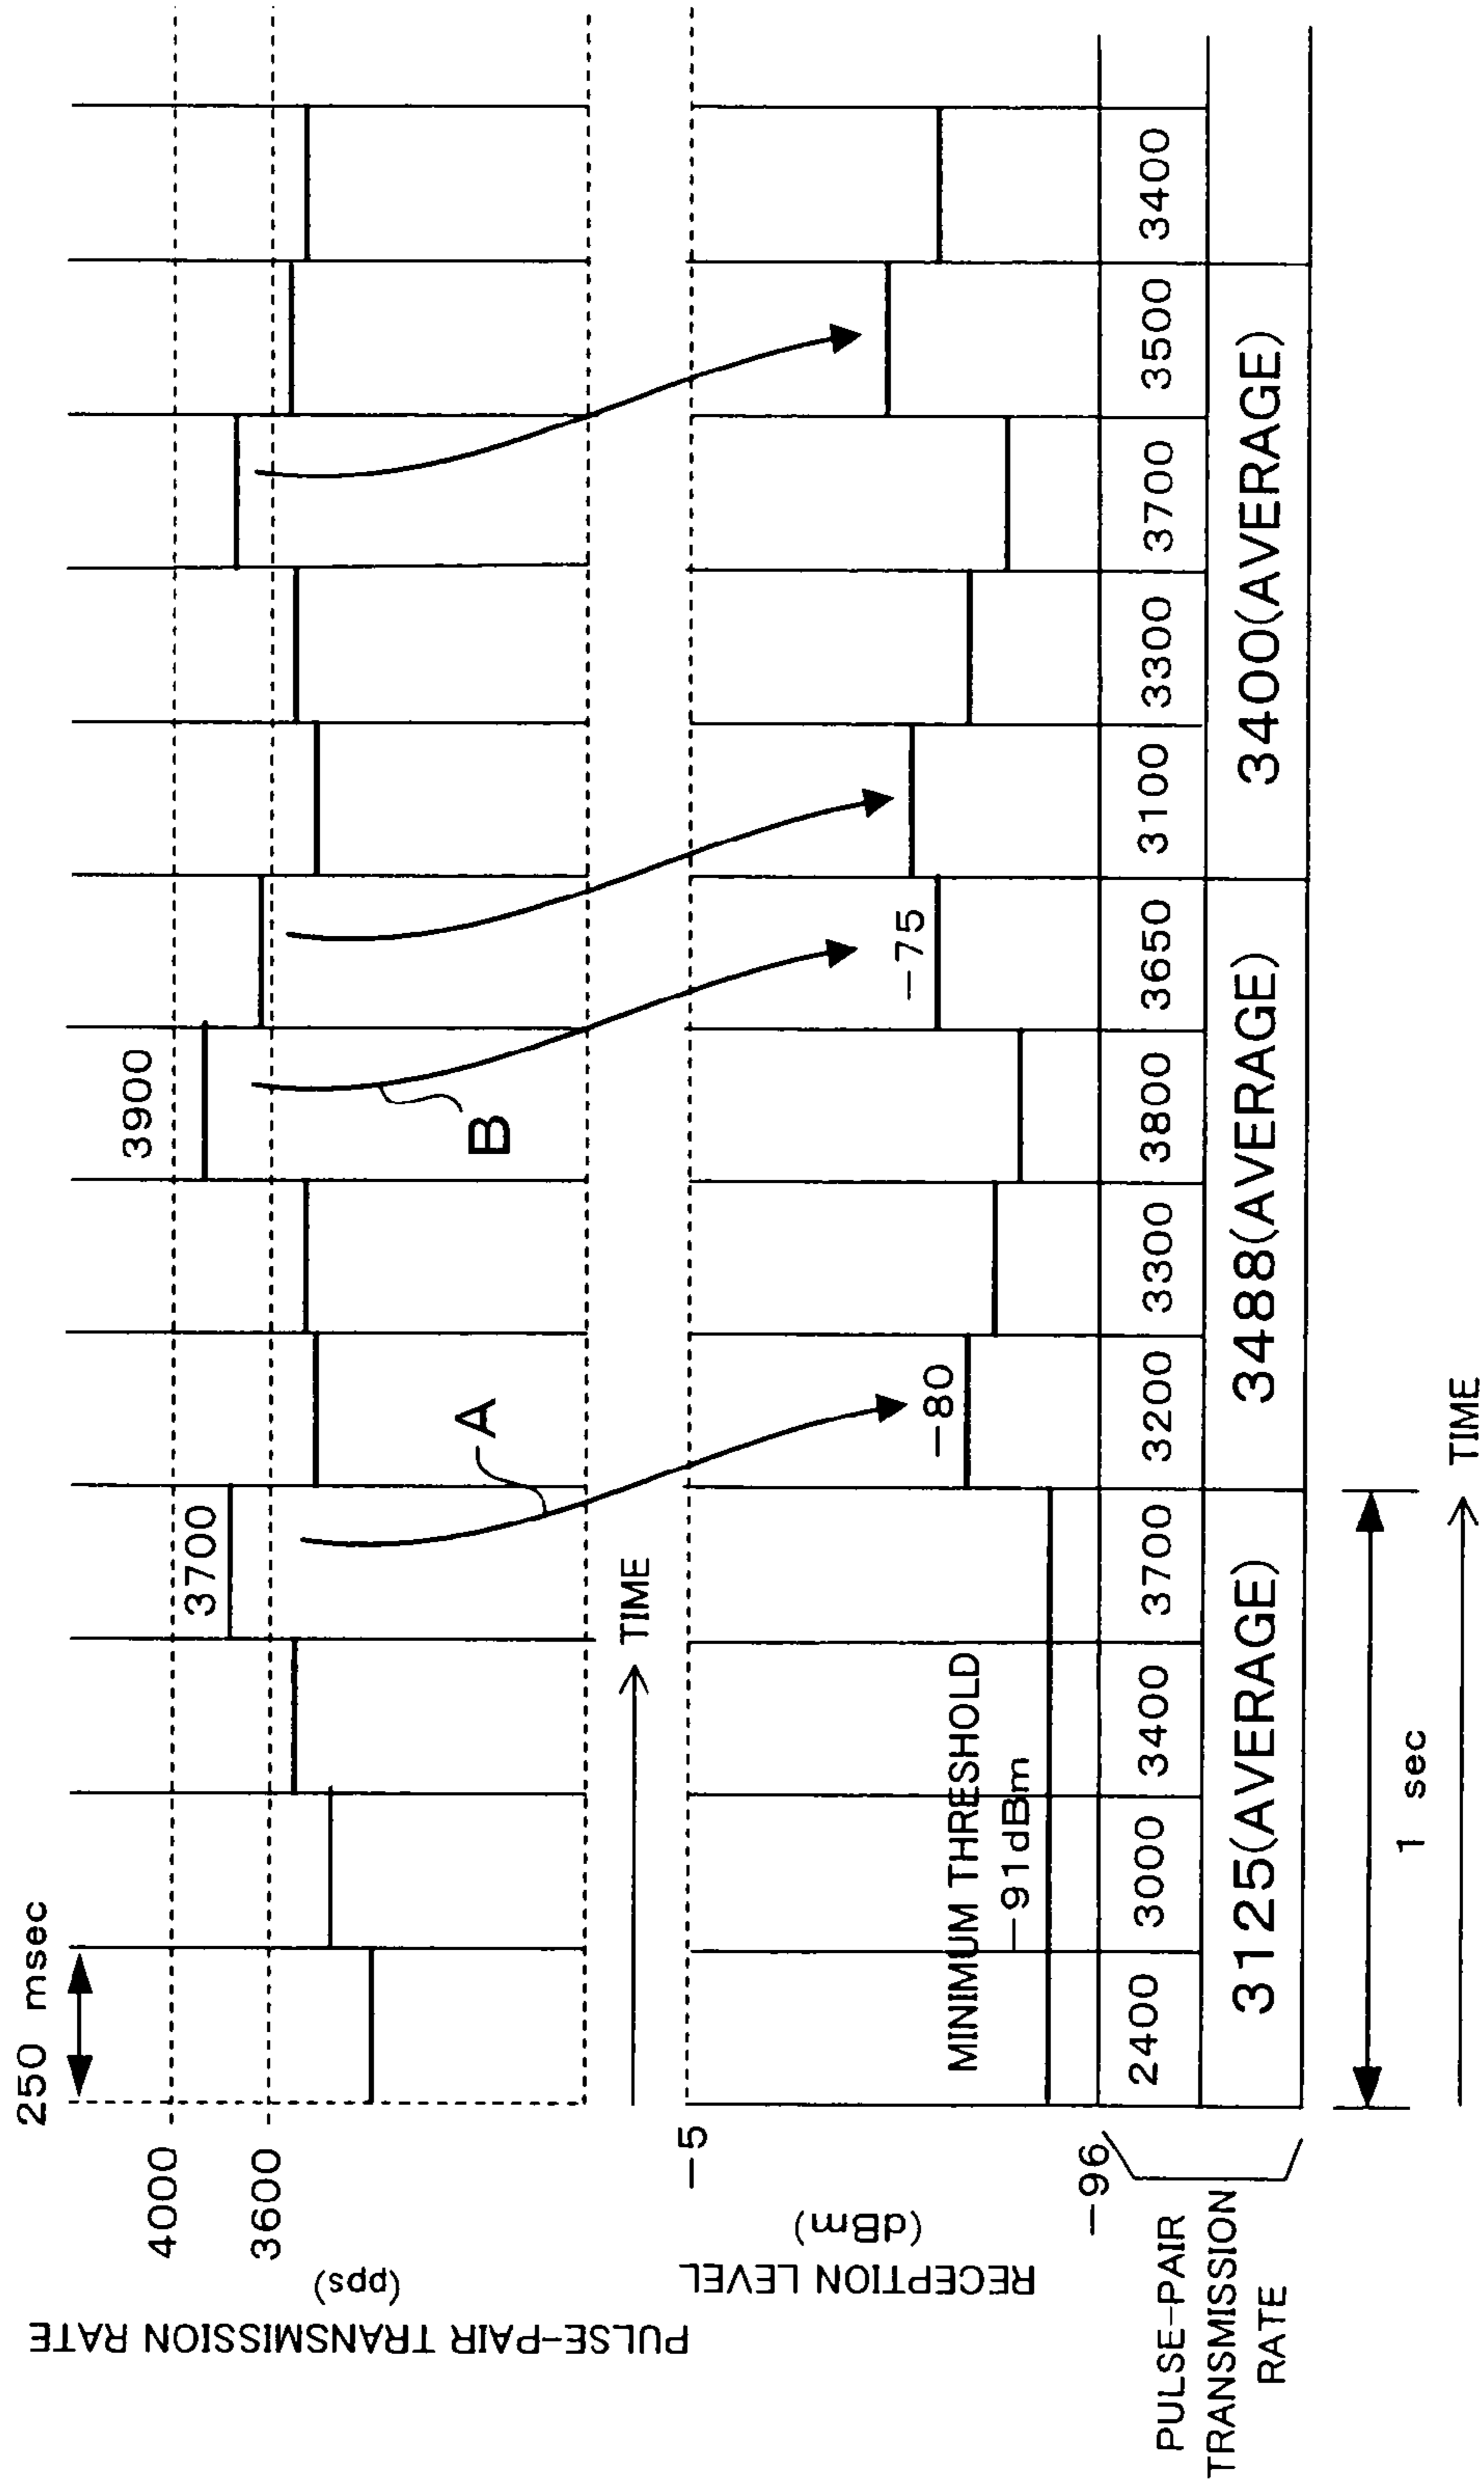 250 msec
4000
3600
PULSE-PAIR TRANSMISSION RATE
(pps)
3700
3900
A
B
TIME
RECEPTION LEVEL
(dBm)
-5
-96
MINIMUM THRESHOLD
-91dBm
-80
-75
PULSE-PAIR
TRANSMISSION
RATE
2400 3000 3400 3700 3200 3300 3800 3650 3100 3300 3700 3500 3400
3125(AVERAGE) 3488(AVERAGE) 3400(AVERAGE)
1 sec
TIME